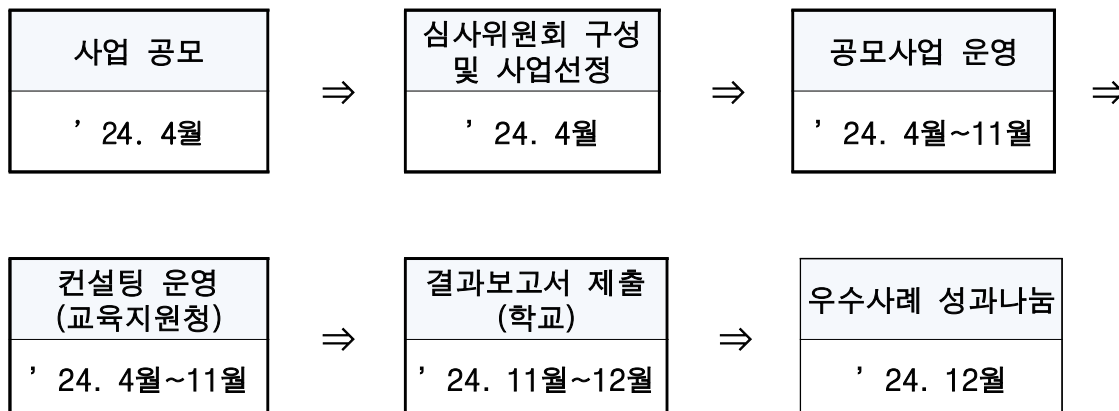 사업 공모
’ 24. 4월
⇒
심사위원회 구성
및 사업선정
’ 24. 4월
⇒
공모사업 운영
’ 24. 4월~11월
⇒
컨설팅 운영
(교육지원청)
’ 24. 4월~11월
⇒
결과보고서 제출
(학교)
’ 24. 11월~12월
⇒
우수사례 성과나눔
’ 24. 12월